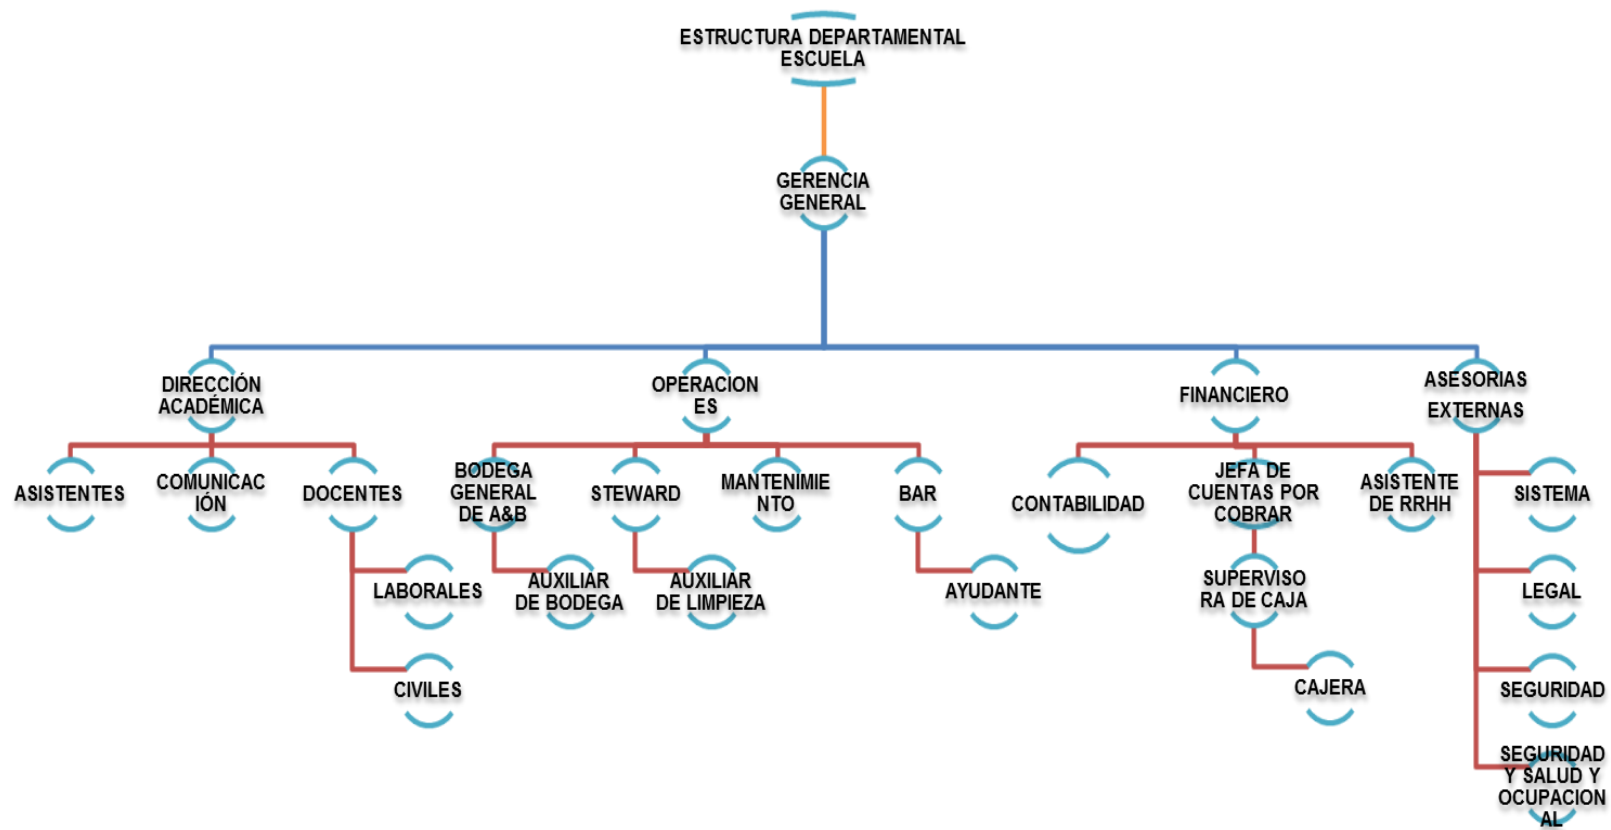 ESTRUCTURA DEPARTAMENTAL
ESCUELA
GERENCIA
GENERAL
DIRECCIÓN
ACADÉMICA
OPERACION
ES
FINANCIERO
ASESORIAS
EXTERNAS
ASISTENTES
COMUNICAC
IÓN
DOCENTES
BODEGA
GENERAL
DE A&B
STEWARD
MANTENIMIE
NTO
BAR
CONTABILIDAD
JEFA DE
CUENTAS POR
COBRAR
ASISTENTE
DE RRHH
SISTEMA
LABORALES
AUXILIAR
DE BODEGA
AUXILIAR
DE LIMPIEZA
AYUDANTE
SUPERVISO
RA DE CAJA
LEGAL
CIVILES
CAJERA
SEGURIDAD
SEGURIDAD
Y SALUD Y
OCUPACION
AL